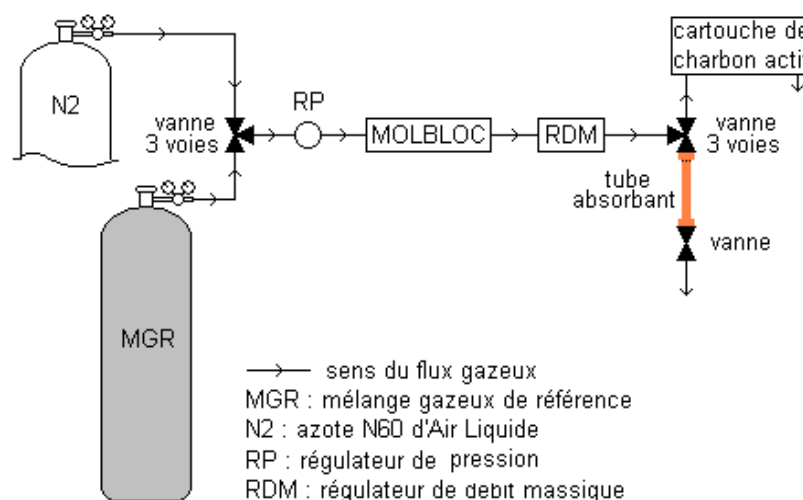 cartouche de
charbon acti
N2
vanne
3 voies
RP
MOLBLOC
RDM
vanne
3 voies
tube
absorbant
vanne
MGR
sens du flux gazeux
MGR : mélange gazeux de référence
N2 : azote N60 d'Air Liquide
RP : régulateur de pression
RDM : régulateur de débit massique